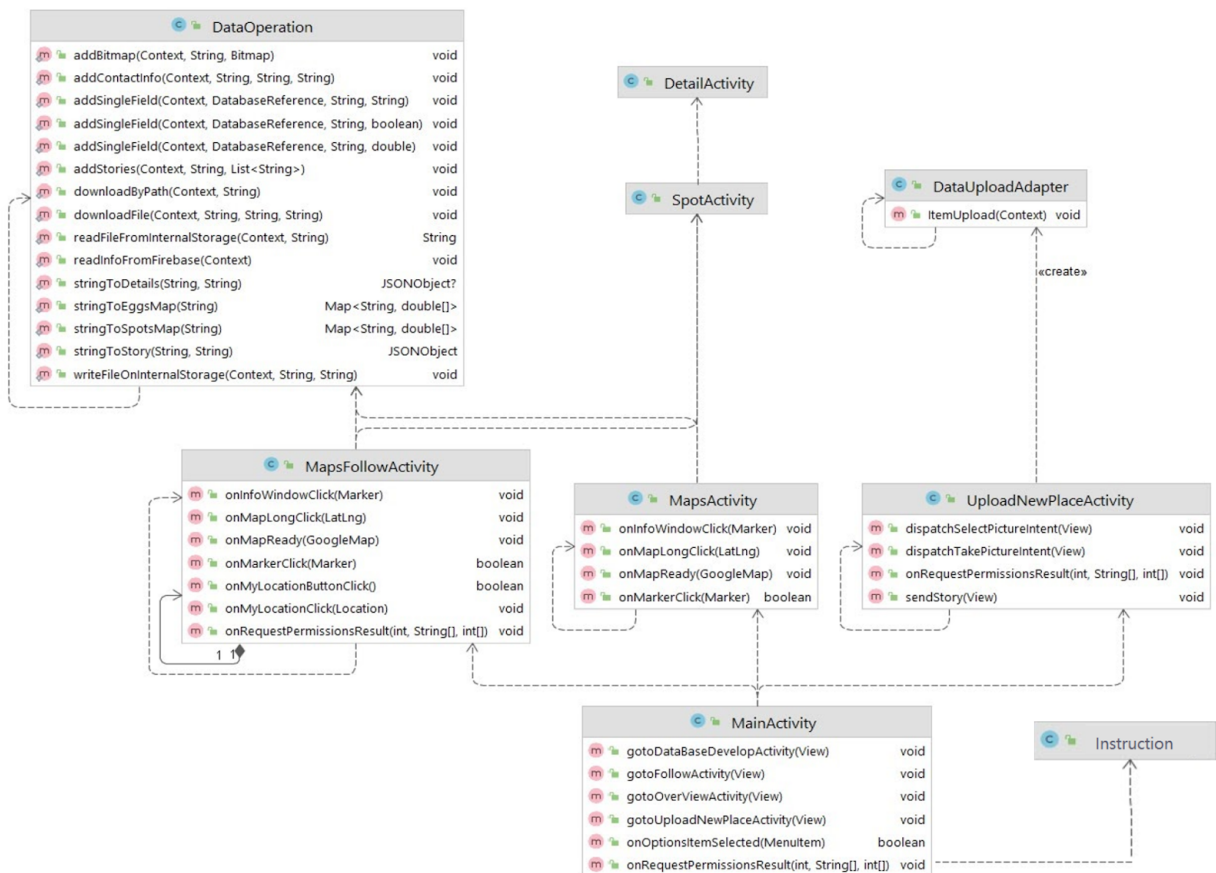 DataOperation
addBitmap(Context, String, Bitmap) void
addContactInfo(Context, String, String, String) void
addSingleField(Context, DatabaseReference, String, String) void
addSingleField(Context, DatabaseReference, String, boolean) void
addSingleField(Context, DatabaseReference, String, double) void
addStories(Context, String, List<String>) void
downloadByPath(Context, String) void
downloadFile(Context, String, String, String) void
readFileFromInternalStorage(Context, String) String
readInfoFromFirebase(Context) void
stringToDetails(String, String) JSONObject?
stringToEggsMap(String) Map<String, double[]>
stringToSpotsMap(String) Map<String, double[]>
stringToStory(String, String) JSONObject
writeFileOnInternalStorage(Context, String, String) void
DetailActivity
SpotActivity
DataUploadAdapter
ItemUpload(Context) void
«create»
MapsFollowActivity
onInfoWindowClick(Marker) void
onMapLongClick(LatLng) void
onMapReady(GoogleMap) void
onMarkerClick(Marker) boolean
onMyLocationButtonClick() boolean
onMyLocationClick(Location) void
onRequestPermissionsResult(int, String[], int[]) void
1 1
MapsActivity
onInfoWindowClick(Marker) void
onMapLongClick(LatLng) void
onMapReady(GoogleMap) void
onMarkerClick(Marker) boolean
UploadNewPlaceActivity
dispatchSelectPictureIntent(View) void
dispatchTakePictureIntent(View) void
onRequestPermissionsResult(int, String[], int[]) void
sendStory(View) void
MainActivity
gotoDataBaseDevelopActivity(View) void
gotoFollowActivity(View) void
gotoOverViewActivity(View) void
gotoUploadNewPlaceActivity(View) void
onOptionsItemSelected(MenuItem) boolean
onRequestPermissionsResult(int, String[], int[]) void
Instruction